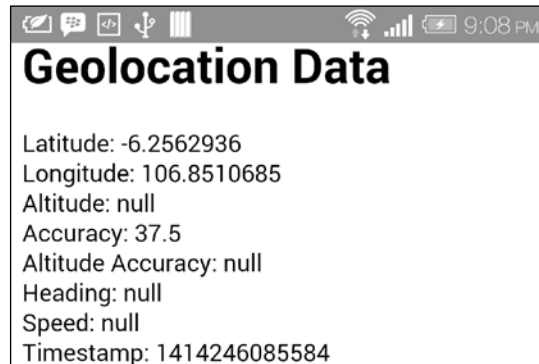 9:08 PM
Geolocation Data
Latitude: -6.2562936
Longitude: 106.8510685
Altitude: null
Accuracy: 37.5
Altitude Accuracy: null
Heading: null
Speed: null
Timestamp: 1414246085584